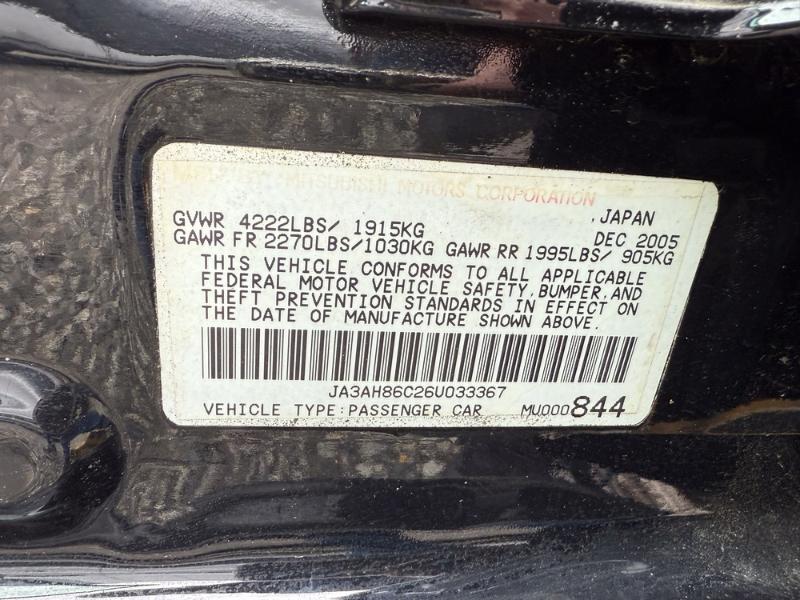 MITSUBISHI MOTORS CORPORATION
, JAPAN
GVWR 4222LBS/ 1915KG DEC 2005
GAWR FR 2270LBS/1030KG GAWR RR 1995LBS/ 905KG
THIS VEHICLE CONFORMS TO ALL APPLICABLE
FEDERAL MOTOR VEHICLE SAFETY, BUMPER, AND
THEFT PREVENTION STANDARDS IN EFFECT ON
THE DATE OF MANUFACTURE SHOWN ABOVE.
JA3AH86C26U033367
VEHICLE TYPE:PASSENGER CAR MU000844